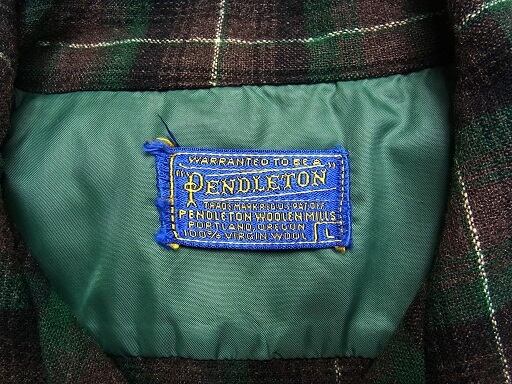 WARRANTED TO BE A
"PENDLETON"
TRADE MARK REG. U.S. PAT. OFF.
PENDLETON WOOLEN MILLS
PORTLAND, OREGON
100% VIRGIN WOOL L